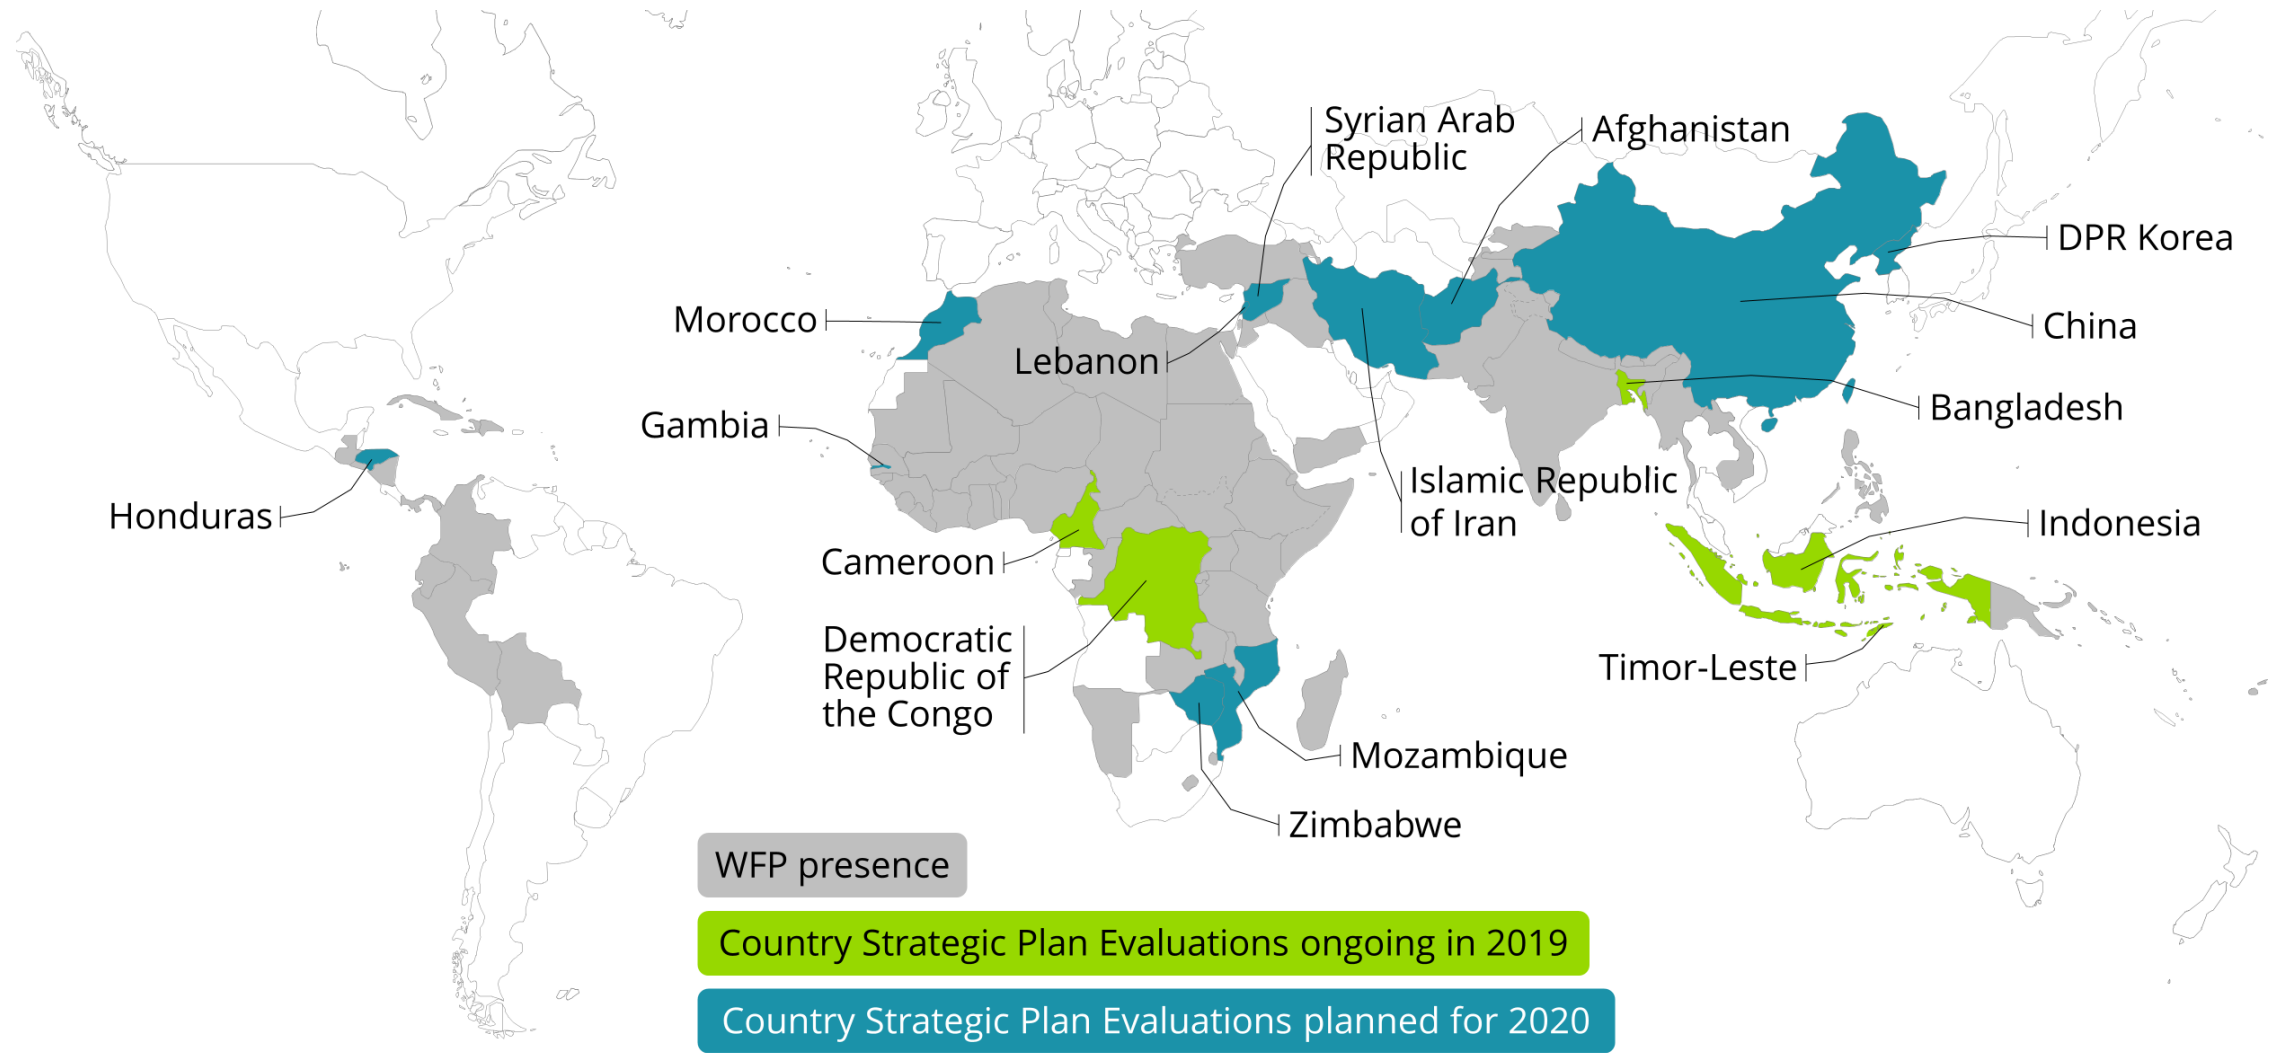 Syrian Arab
Republic
Afghanistan
DPR Korea
Morocco
China
Lebanon
Bangladesh
Gambia
Islamic Republic
of Iran
Honduras
Indonesia
Cameroon
Democratic
Republic of
the Congo
Timor-Leste
Mozambique
Zimbabwe
WFP presence
Country Strategic Plan Evaluations ongoing in 2019
Country Strategic Plan Evaluations planned for 2020